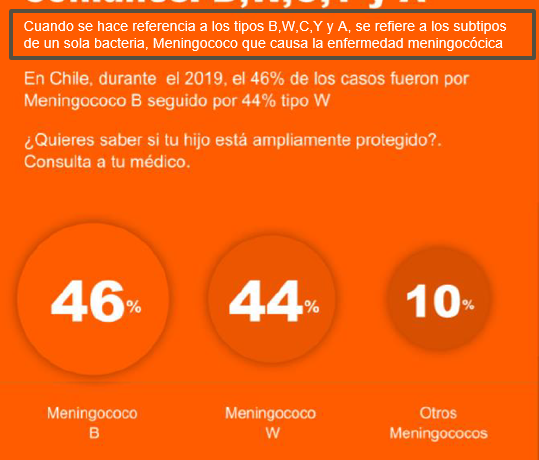 B,W,C,Y y A
Cuando se hace referencia a los tipos B,W,C,Y y A, se refiere a los subtipos
de un sola bacteria, Meningococo que causa la enfermedad meningocócica
En Chile, durante el 2019, el 46% de los casos fueron por
Meningococo B seguido por 44% tipo W
¿Quieres saber si tu hijo está ampliamente protegido?.
Consulta a tu médico.
46%
44%
10%
Meningococo
B
Meningococo
W
Otros
Meningococos